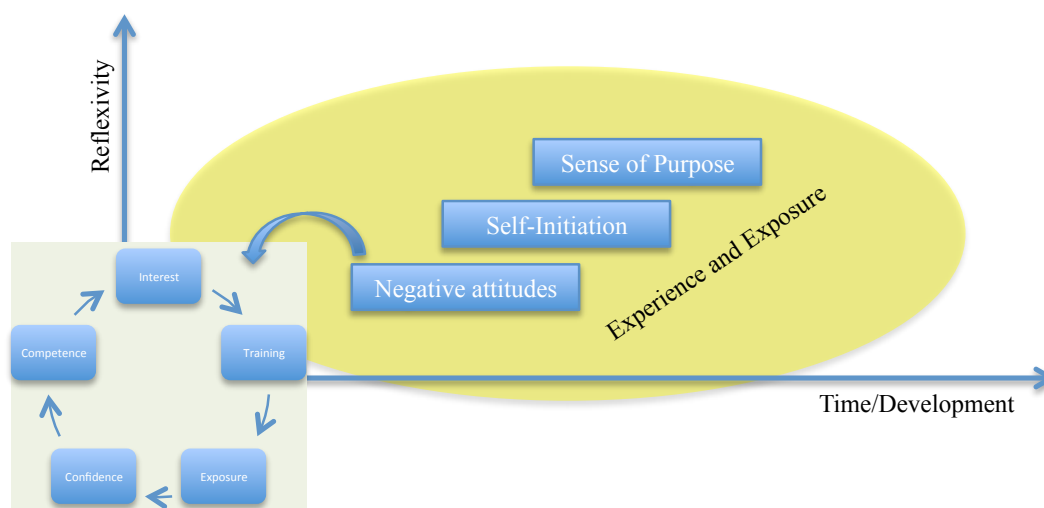 Reflexivity
Sense of Purpose
Self-Initiation
Negative attitudes
Experience and Exposure
Interest
Training
Exposure
Confidence
Competence
Time/Development